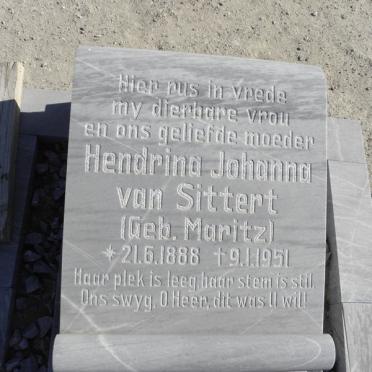 Hier rus in vrede
my dierbare vrou
en ons geliefde moeder
Hendrina Johanna
van Sittert
(Geb. Maritz)
*21.6.1888 +9.1.1951
Haar plek is leeg, haar stem is stil.
Ons swyg, O Heer, dit was U wil!